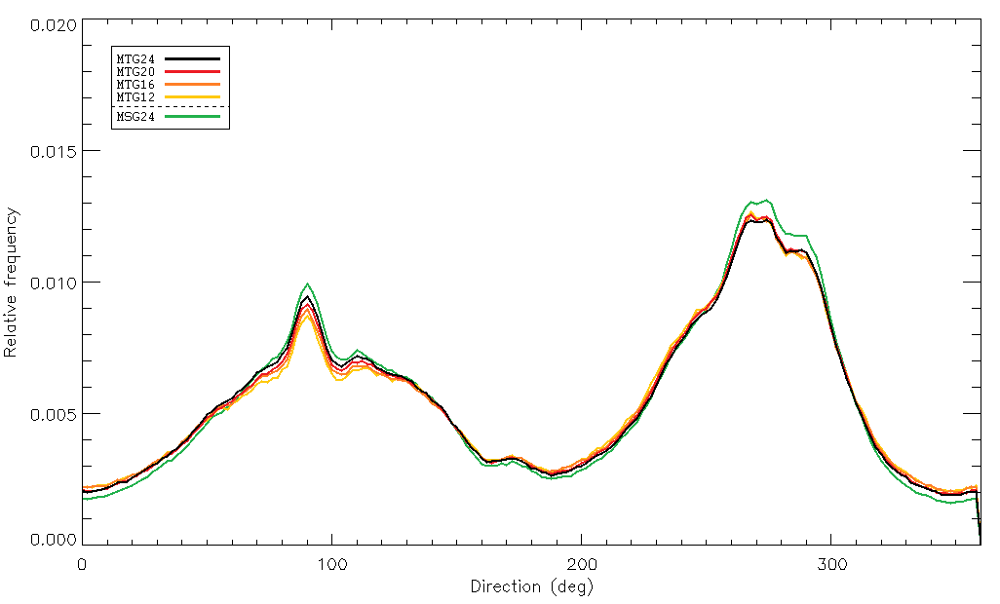 0.020
MTG24
MTG20
MTG16
MTG12
MSG24
0.015
0.010
0.005
0.000
Relative frequency
0 100 200 300
Direction (deg)